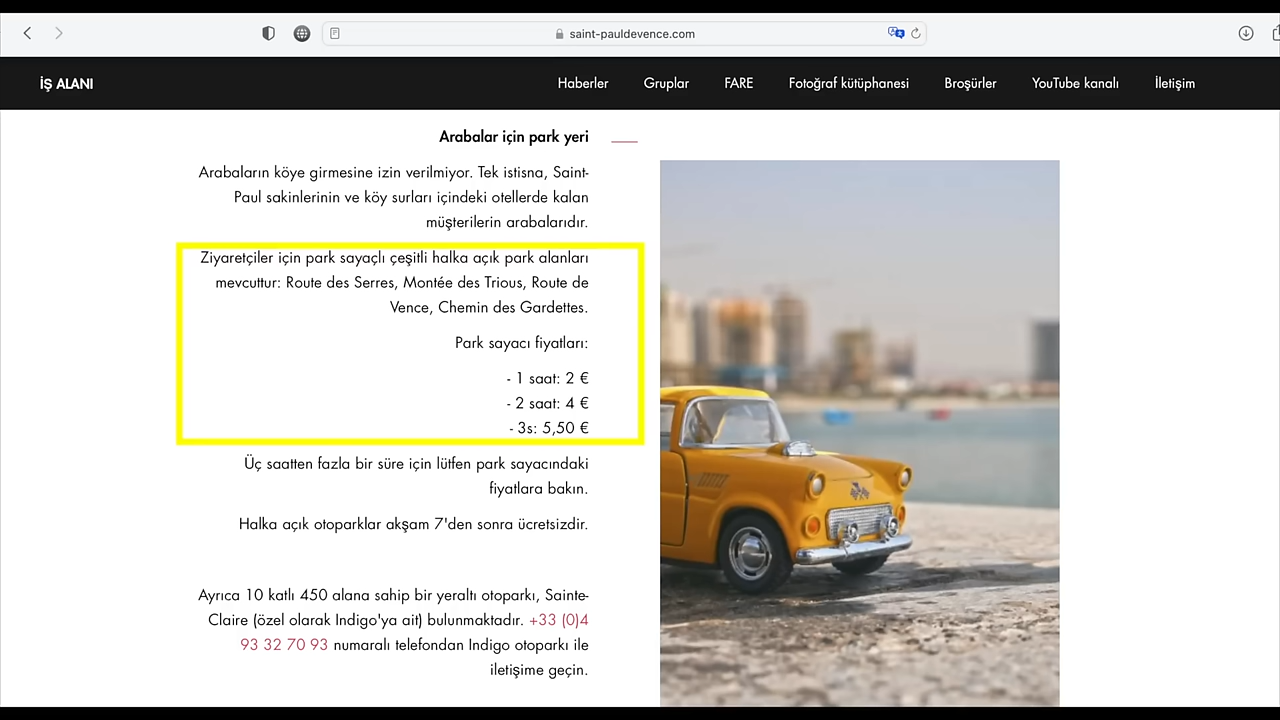 saint-pauldevence.com
İŞ ALANI
Haberler
Gruplar
FARE
Fotoğraf kütüphanesi
Broşürler
YouTube kanalı
İletişim
Arabalar için park yeri
Arabaların köye girmesine izin verilmiyor. Tek istisna, Saint-
Paul sakinlerinin ve köy surları içindeki otellerde kalan
müşterilerin arabalarıdır.
Ziyaretçiler için park sayaçlı çeşitli halka açık park alanları
mevcuttur: Route des Serres, Montée des Trious, Route de
Vence, Chemin des Gardettes.
Park sayacı fiyatları:
- 1 saat: 2 €
- 2 saat: 4 €
- 3s: 5,50 €
Üç saatten fazla bir süre için lütfen park sayacındaki
fiyatlara bakın.
Halka açık otoparklar akşam 7'den sonra ücretsizdir.
Ayrıca 10 katlı 450 alana sahip bir yeraltı otoparkı, Sainte-
Claire (özel olarak Indigo'ya ait) bulunmaktadır. +33 (0)4
93 32 70 93 numaralı telefondan Indigo otoparkı ile
iletişime geçin.